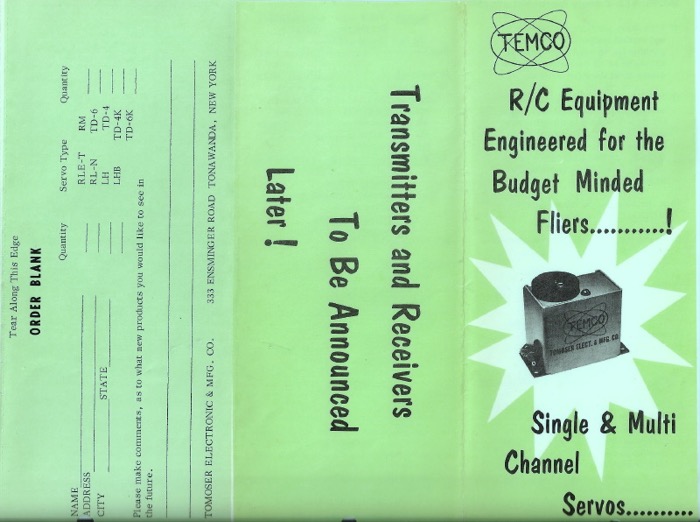 TEMCO
R/C Equipment
Engineered for the
Budget Minded
Fliers...........!
TEMCO
TOMOSER ELECT. & MFG. CO.
Single & Multi
Channel
Servos..........
Transmitters and Receivers
To Be Announced
Later !
Tear Along This Edge
ORDER BLANK
Quantity Servo Type Quantity
NAME RLE-T RM
ADDRESS RL-N TD-6
CITY STATE LH TD-4
LHB TD-4K
TD-6K
Please make comments, as to what new products you would like to see in
the future.
TOMOSER ELECTRONIC & MFG. CO. 333 ENSMINGER ROAD TONAWANDA, NEW YORK